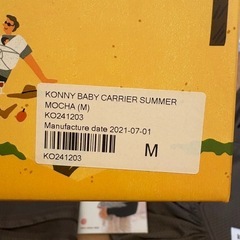 KONNY BABY CARRIER SUMMER
MOCHA (M)
KO241203
Manufacture date 2021-07-01
M
KO241203